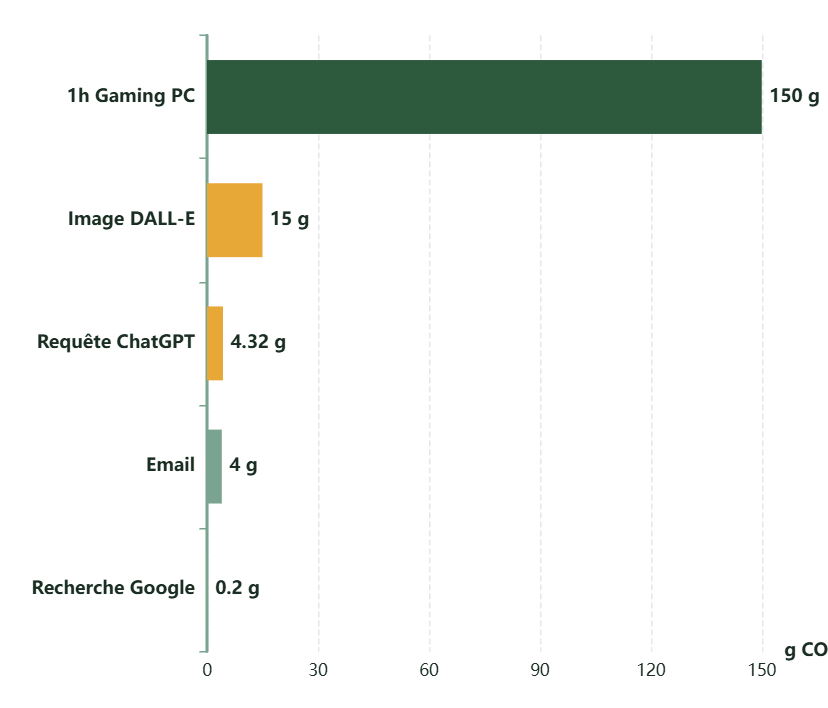 1h Gaming PC 150 g
Image DALL-E 15 g
Requête ChatGPT 4.32 g
Email 4 g
Recherche Google 0.2 g
g CO
0 30 60 90 120 150